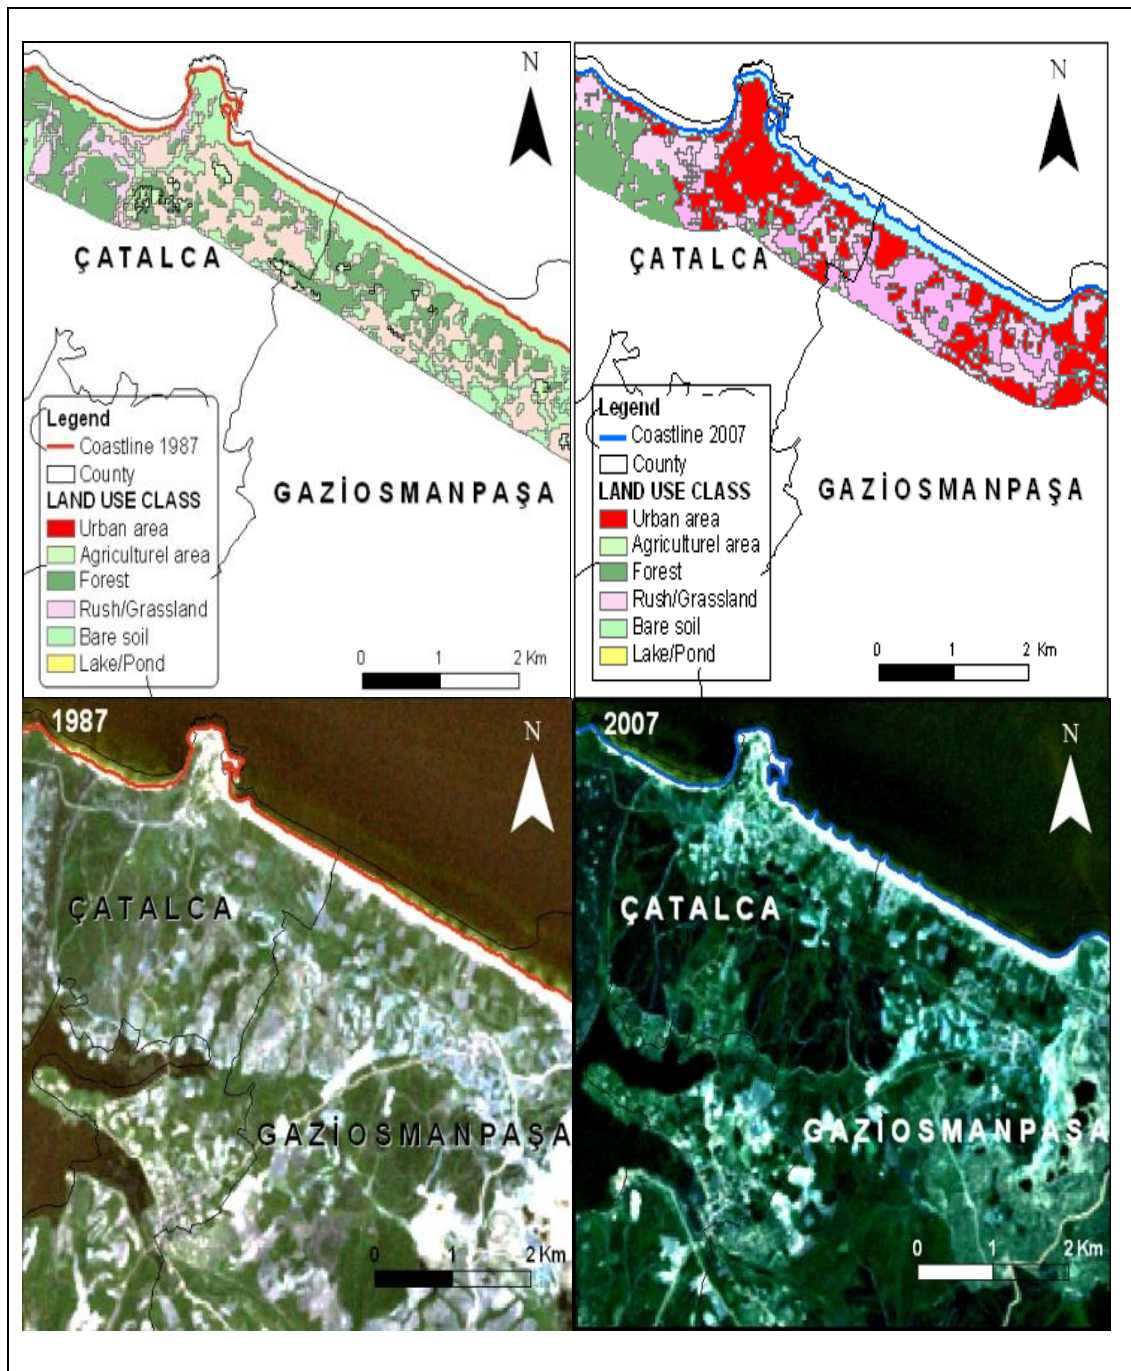 N
ÇATALCA
GAZİOSMANPAŞA
Legend
Coastline 1987
County
LAND USE CLASS
Urban area
Agriculturel area
Forest
Rush/Grassland
Bare soil
Lake/Pond
0 1 2 Km
N
ÇATALCA
GAZİOSMANPAŞA
Legend
Coastline 2007
County
LAND USE CLASS
Urban area
Agriculturel area
Forest
Rush/Grassland
Bare soil
Lake/Pond
0 1 2 Km
1987
N
ÇATALCA
GAZİOSMANPAŞA
0 1 2 Km
2007
N
ÇATALCA
GAZİOSMANPAŞA
0 1 2 Km